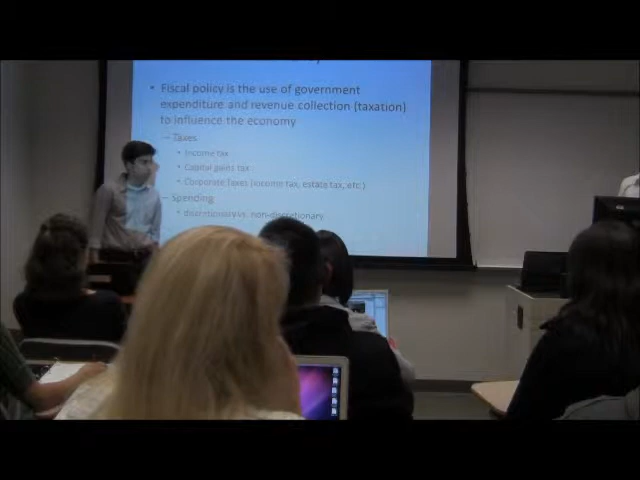 • Fiscal policy is the use of government
expenditure and revenue collection (taxation)
to influence the economy
– Taxes
• Income tax
• Capital gains tax
• Corporate Taxes (income tax, estate tax, etc.)
– Spending
• discretionary vs. non-discretionary